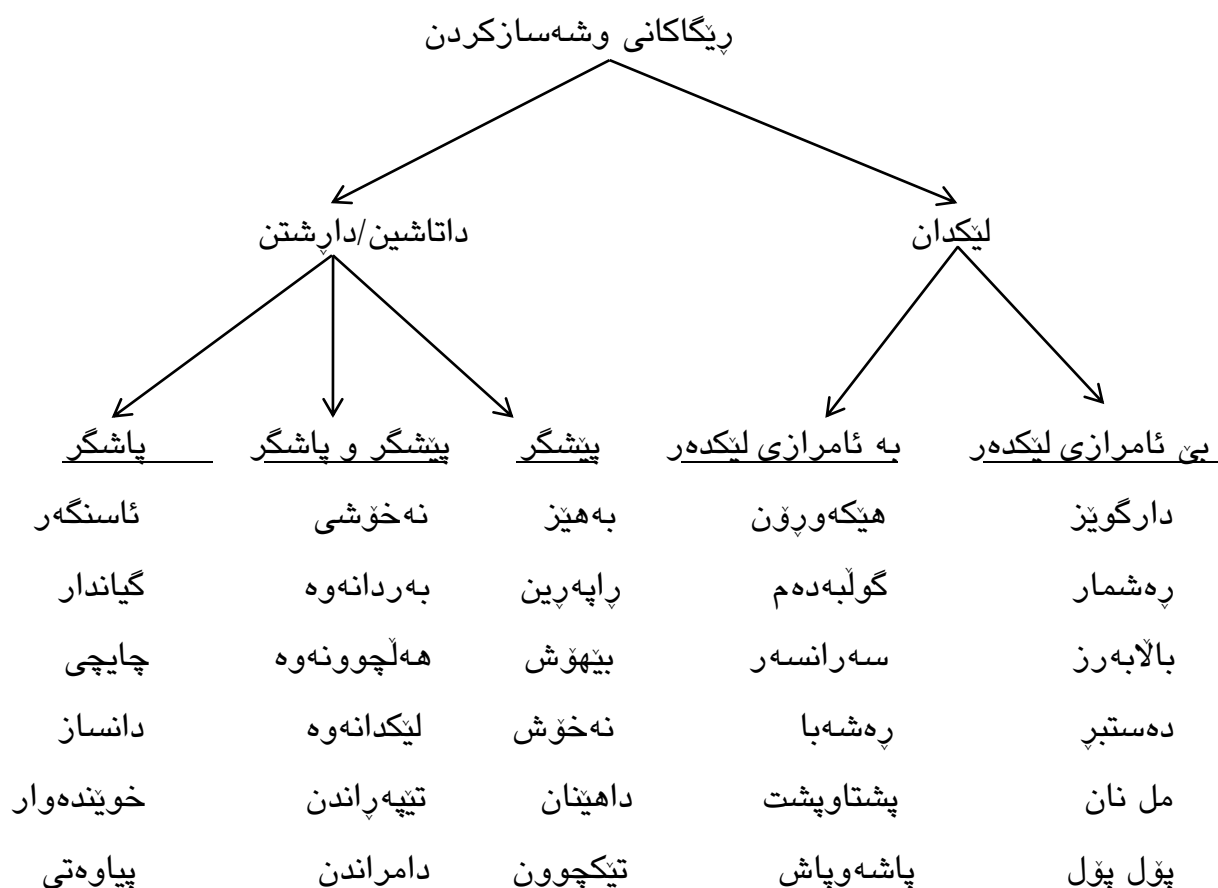 ڕێگاکانی وشەسازکردن
لێکدان داتاشین/داڕشتن
بێ ئامرازی لێکدەر بە ئامرازی لێکدەر پێشگر پێشگر و پاشگر پاشگر
دارگوێز هێکەوڕۆن بەهێز نەخۆشی ئاسنگەر
ڕەشمار گوڵبەدەم ڕاپەڕین بەردانەوە گیاندار
باڵابەرز سەرانسەر بێهۆش هەڵچوونەوە چایچی
دەستبڕ ڕەشەبا نەخۆش لێکدانەوە دانساز
مل نان پشتاوپشت داهێنان تێپەڕاندن خوێندەوار
پۆل پۆل پاشەوپاش تێکچوون دامراندن پیاوەتی